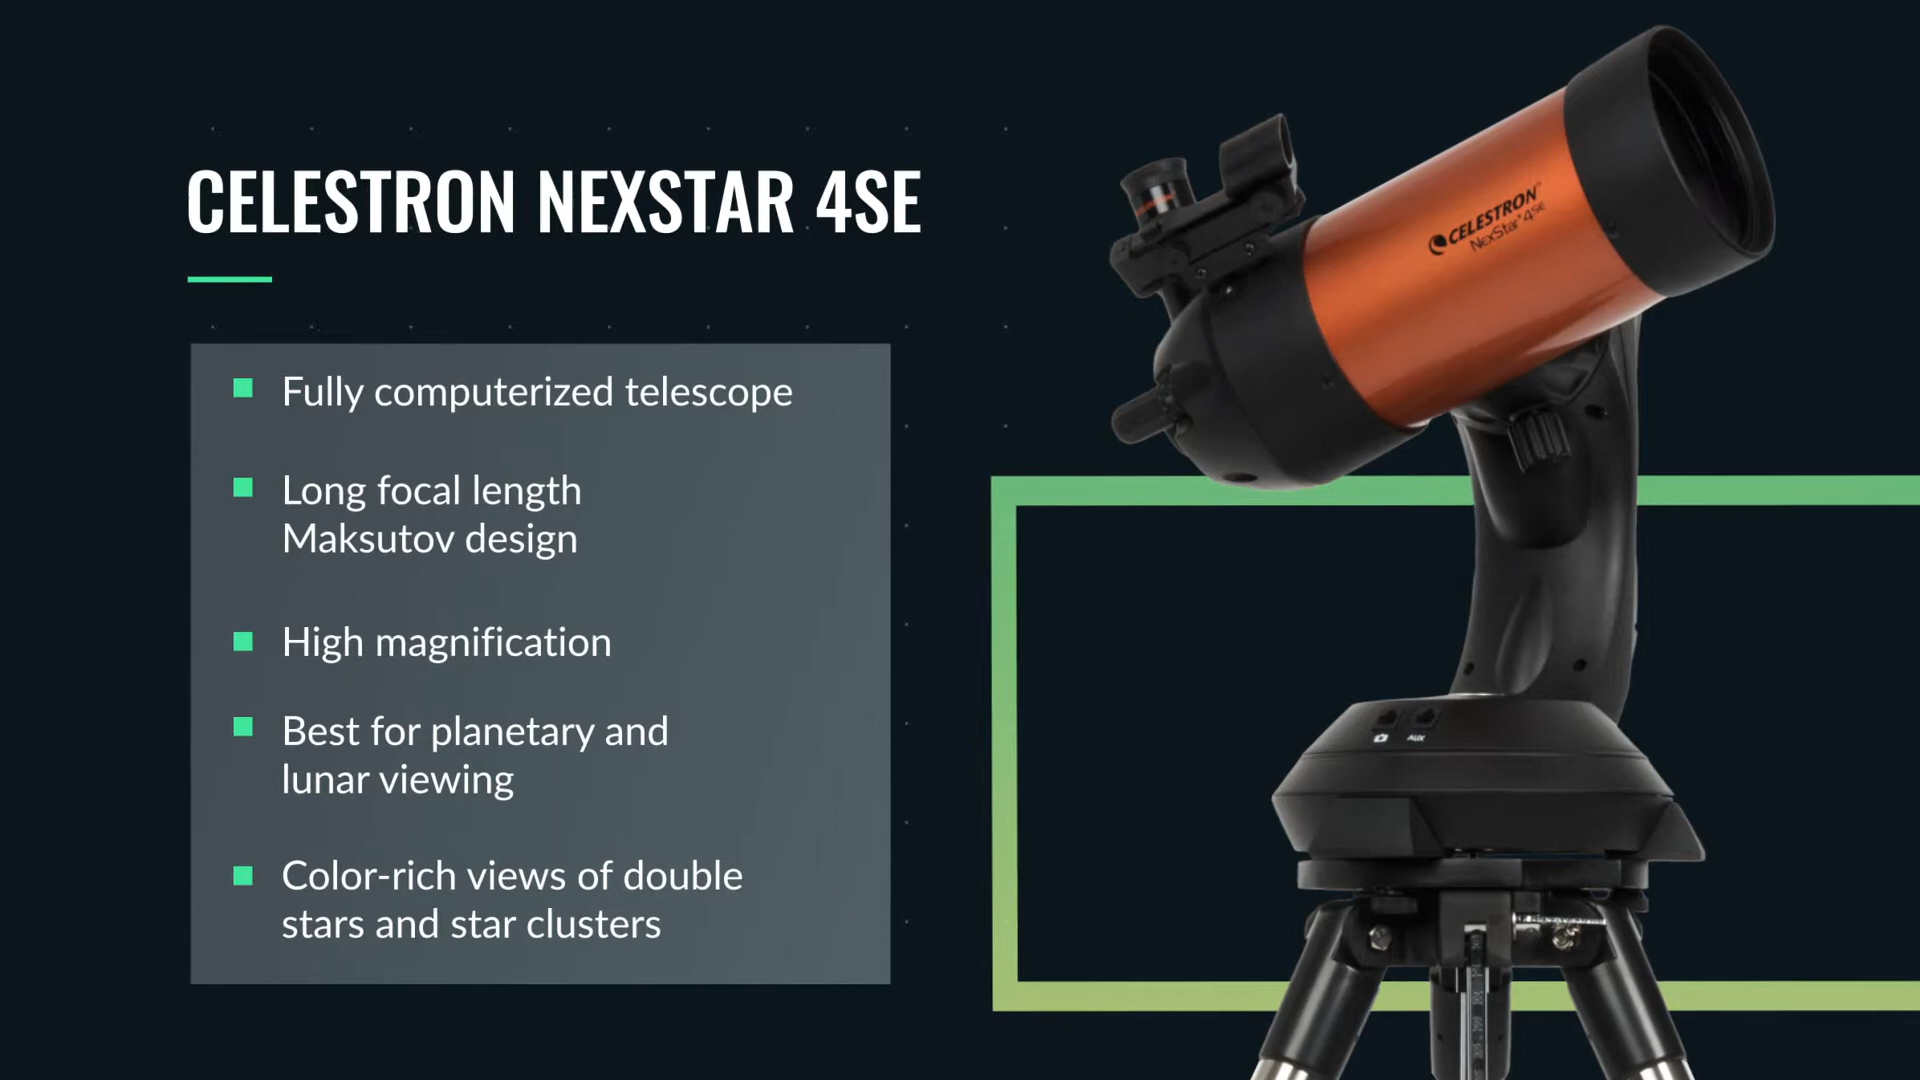 CELESTRON NEXSTAR 4SE
Fully computerized telescope
Long focal length
Maksutov design
High magnification
Best for planetary and
lunar viewing
Color-rich views of double
stars and star clusters
CELESTRON
NexStar 4SE
AUX